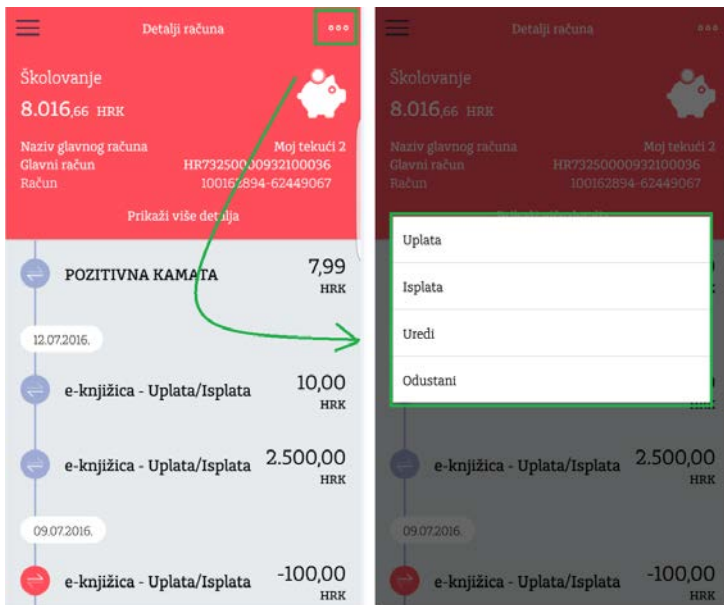 Detalji računa
Školovanje
8.016,66 HRK
Naziv glavnog računa Moj tekući 2
Glavni račun HR7325000932100036
Račun 100162894-62449067
Prikaži više detalja
POZITIVNA KAMATA 7,99
HRK
12.07.2016.
e-knjižica - Uplata/Isplata 10,00
HRK
e-knjižica - Uplata/Isplata 2.500,00
HRK
09.07.2016.
e-knjižica - Uplata/Isplata -100,00
HRK
Detalji računa
Školovanje
8.016,66 HRK
Naziv glavnog računa Moj tekući 2
Glavni račun HR73250000932100036
Račun 100162894-62449067
Uplata
Isplata
Uredi
Odustani
e-knjižica - Uplata/Isplata 2.500,00
HRK
09.07.2016.
e-knjižica - Uplata/Isplata -100,00
HRK